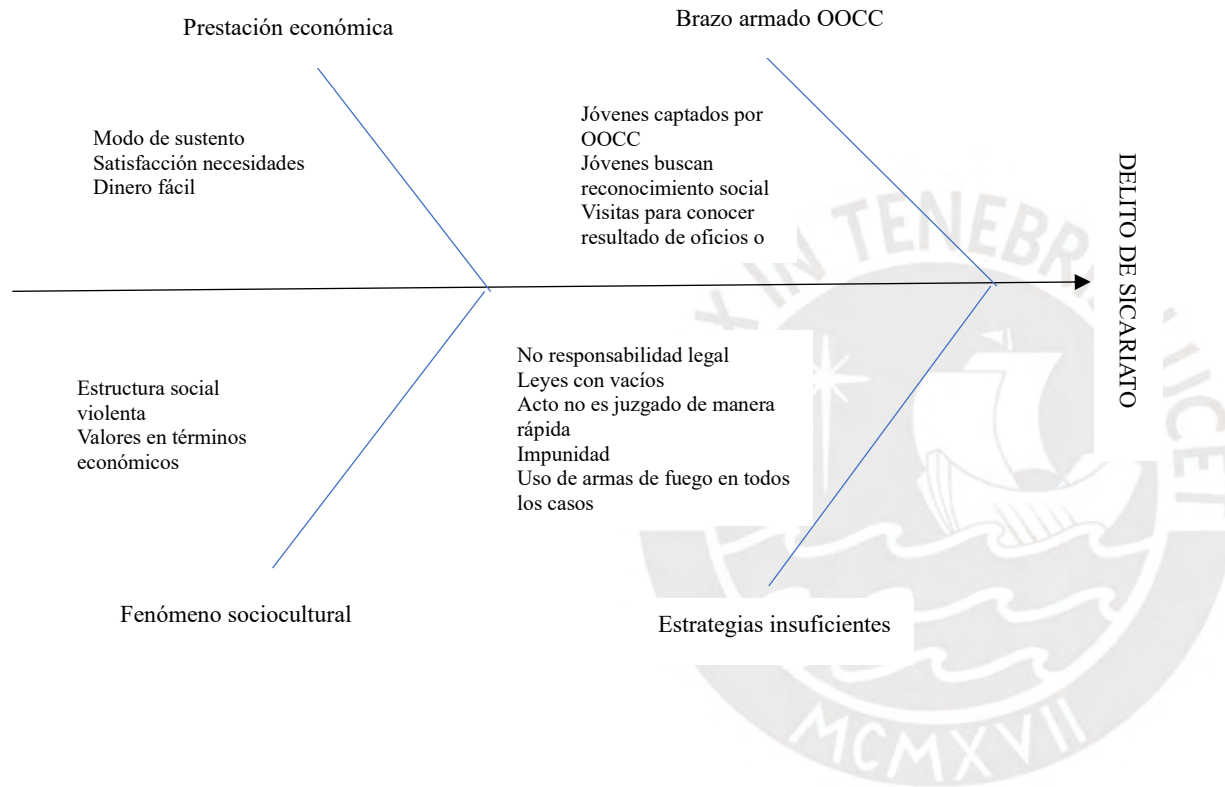 Prestación económica
Brazo armado OOCC
Modo de sustento
Satisfacción necesidades
Dinero fácil
Jóvenes captados por
OOCC
Jóvenes buscan
reconocimiento social
Visitas para conocer
resultado de oficios o
DELITO DE SICARIATO
Estructura social
violenta
Valores en términos
económicos
No responsabilidad legal
Leyes con vacíos
Acto no es juzgado de manera
rápida
Impunidad
Uso de armas de fuego en todos
los casos
Fenómeno sociocultural
Estrategias insuficientes
IN TENEBR
MCMXVII